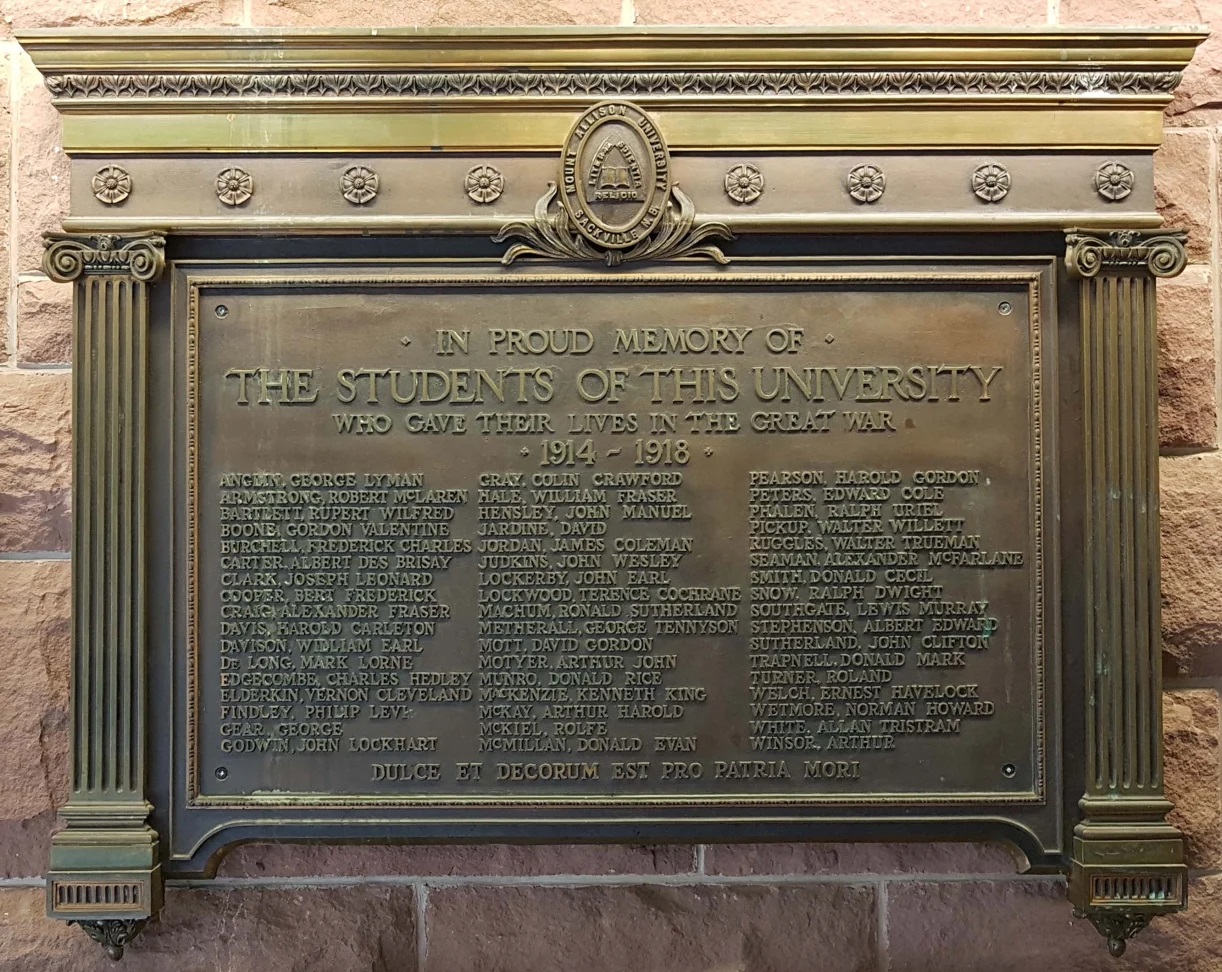 MOUNT ALLISON UNIVERSITY
LITERÆ SCIENTIA
RELIGIO
SACKVILLE N.B.
IN PROUD MEMORY OF
THE STUDENTS OF THIS UNIVERSITY
WHO GAVE THEIR LIVES IN THE GREAT WAR
· 1914 ~ 1918 ·
ANGLIN, GEORGE LYMAN
ARMSTRONG, ROBERT McLAREN
BARTLETT, RUPERT WILFRED
BOONE, GORDON VALENTINE
BURCHELL, FREDERICK CHARLES
CARTER, ALBERT DES BRISAY
CLARK, JOSEPH LEONARD
COOPER, BERT FREDERICK
CRAIG, ALEXANDER FRASER
DAVIS, HAROLD CARLETON
DAVISON, WILLIAM EARL
DE LONG, MARK LORNE
EDGECOMBE, CHARLES HEDLEY
ELDERKIN, VERNON CLEVELAND
FINDLEY, PHILIP LEVI
GEAR, GEORGE
GODWIN, JOHN LOCKHART
GRAY, COLIN CRAWFORD
HALE, WILLIAM FRASER
HENSLEY, JOHN MANUEL
JARDINE, DAVID
JORDAN, JAMES COLEMAN
JUDKINS, JOHN WESLEY
LOCKERBY, JOHN EARL
LOCKWOOD, TERENCE COCHRANE
MACHUM, RONALD SUTHERLAND
METHERALL, GEORGE TENNYSON
MOTT, DAVID GORDON
MOTYER, ARTHUR JOHN
MUNRO, DONALD RICE
McKENZIE, KENNETH KING
McKAY, ARTHUR HAROLD
McKIEL, ROLFE
McMILLAN, DONALD EVAN
PEARSON, HAROLD GORDON
PETERS, EDWARD COLE
PHALEN, RALPH URIEL
PICKUP, WALTER WILLETT
RUGGLES, WALTER TRUEMAN
SEAMAN, ALEXANDER McFARLANE
SMITH, DONALD CECIL
SNOW, RALPH DWIGHT
SOUTHGATE, LEWIS MURRAY
STEPHENSON, ALBERT EDWARD
SUTHERLAND, JOHN CLIFTON
TRAPNELL, DONALD MARK
TURNER, ROLAND
WELCH, ERNEST HAVELOCK
WETMORE, NORMAN HOWARD
WHITE, ALLAN TRISTRAM
WINSOR, ARTHUR
DULCE ET DECORUM EST PRO PATRIA MORI